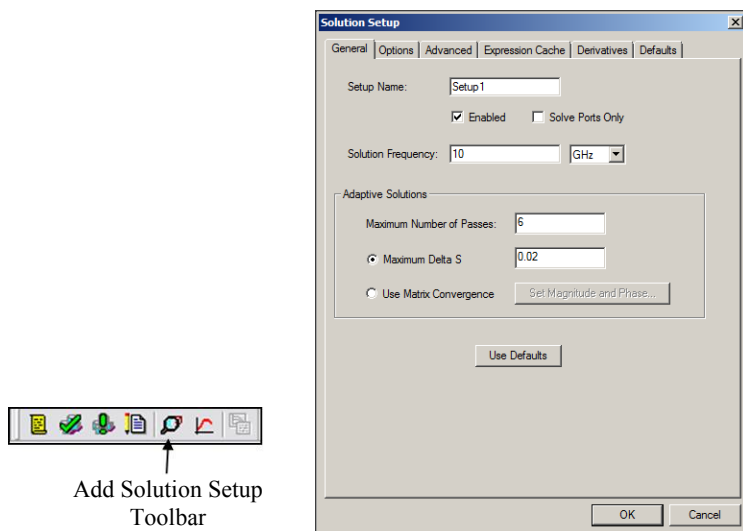 Solution Setup
General Options Advanced Expression Cache Derivatives Defaults
Setup Name: Setup1
Enabled Solve Ports Only
Solution Frequency: 10 GHz
Adaptive Solutions
Maximum Number of Passes: 6
Maximum Delta S 0.02
Use Matrix Convergence Set Magnitude and Phase...
Use Defaults
OK Cancel
Add Solution Setup
Toolbar